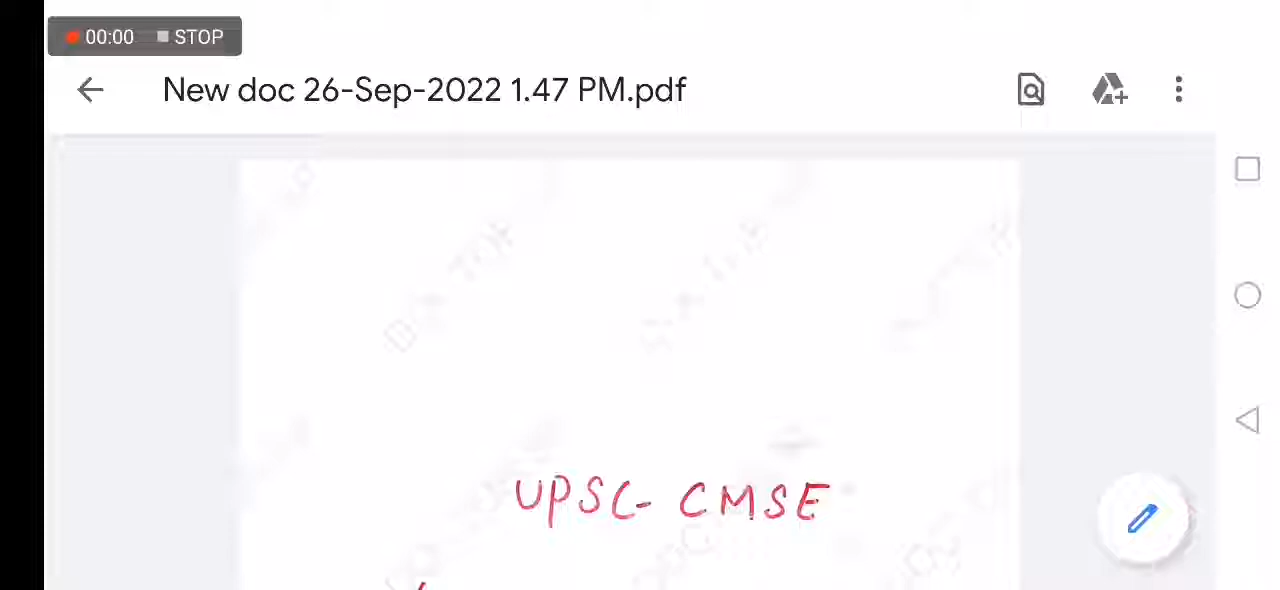 00:00 STOP
New doc 26-Sep-2022 1.47 PM.pdf
UPSC- CMSE